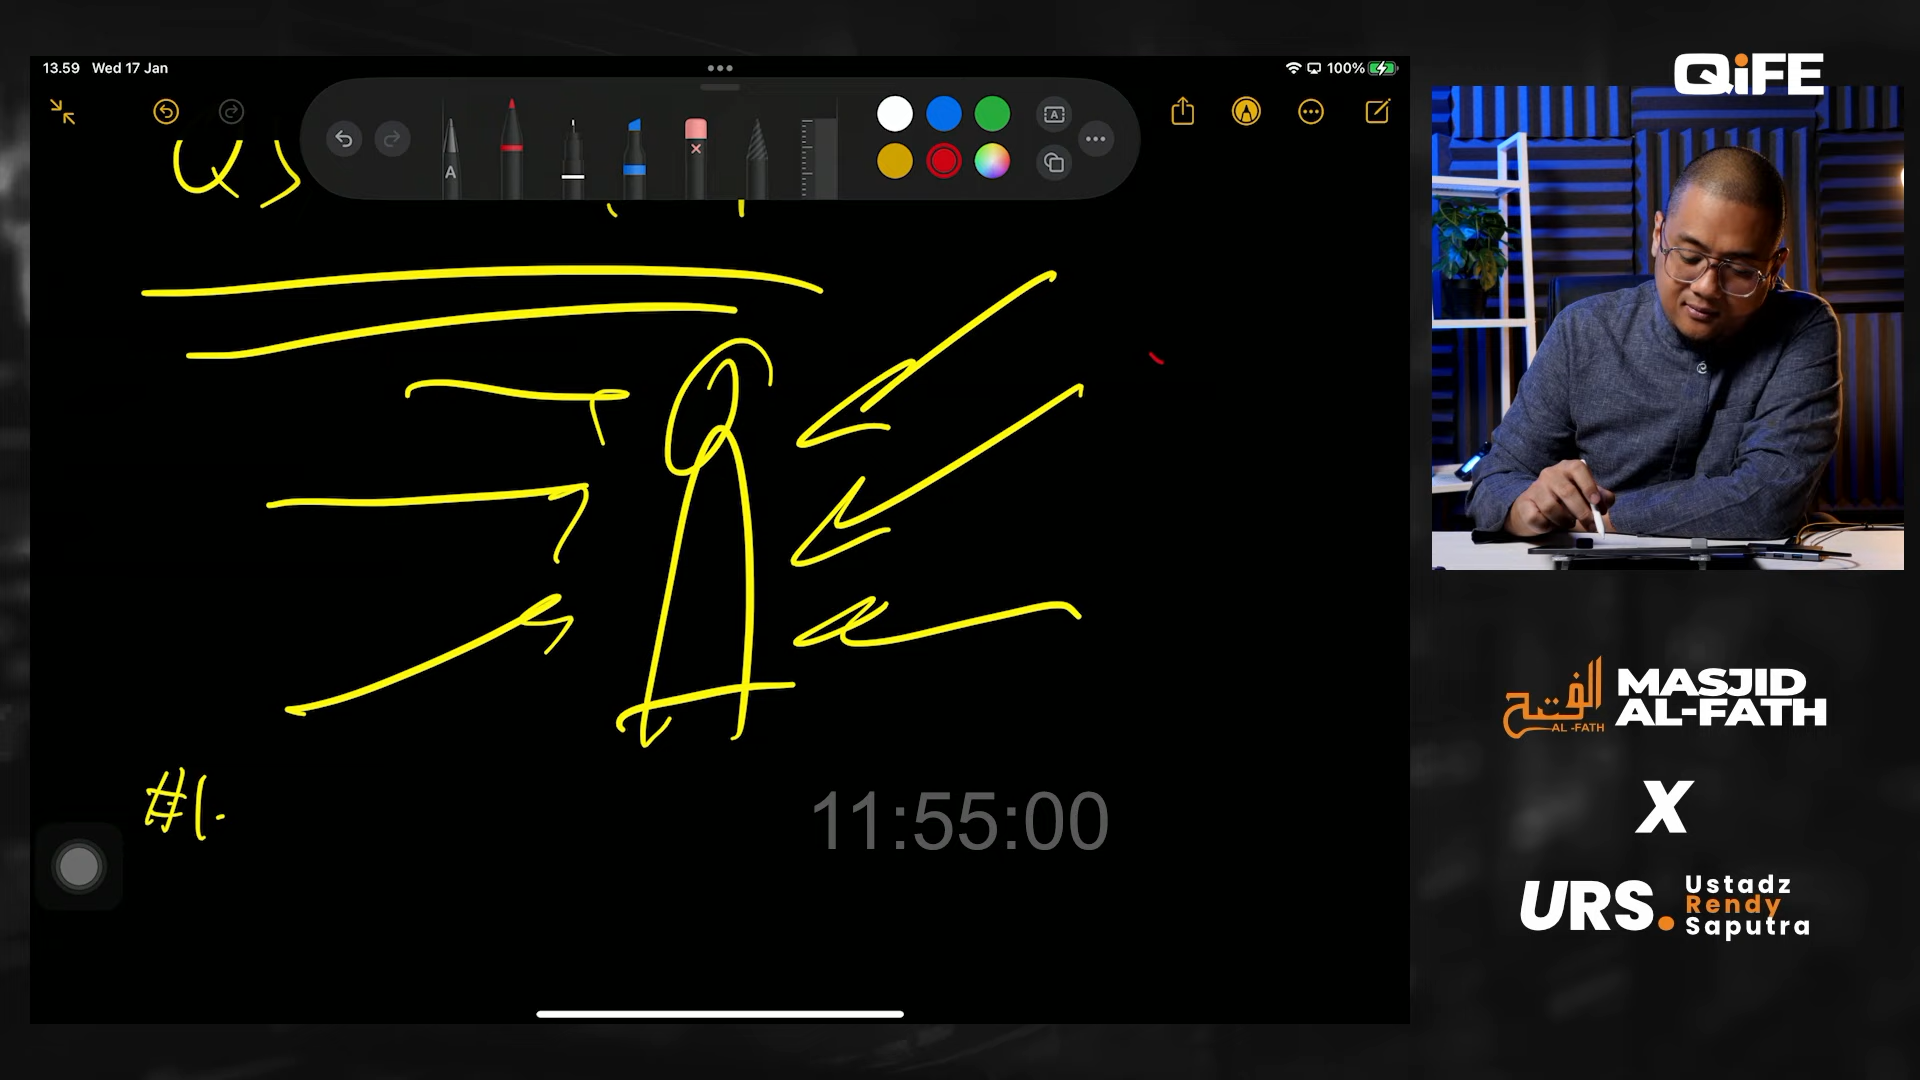 QiFE
13.59 Wed 17 Jan
100%
A
A
QS
#1.
11:55:00
الفتح
AL -FATH
MASJID
AL-FATH
X
URS.
Ustadz
Rendy
Saputra